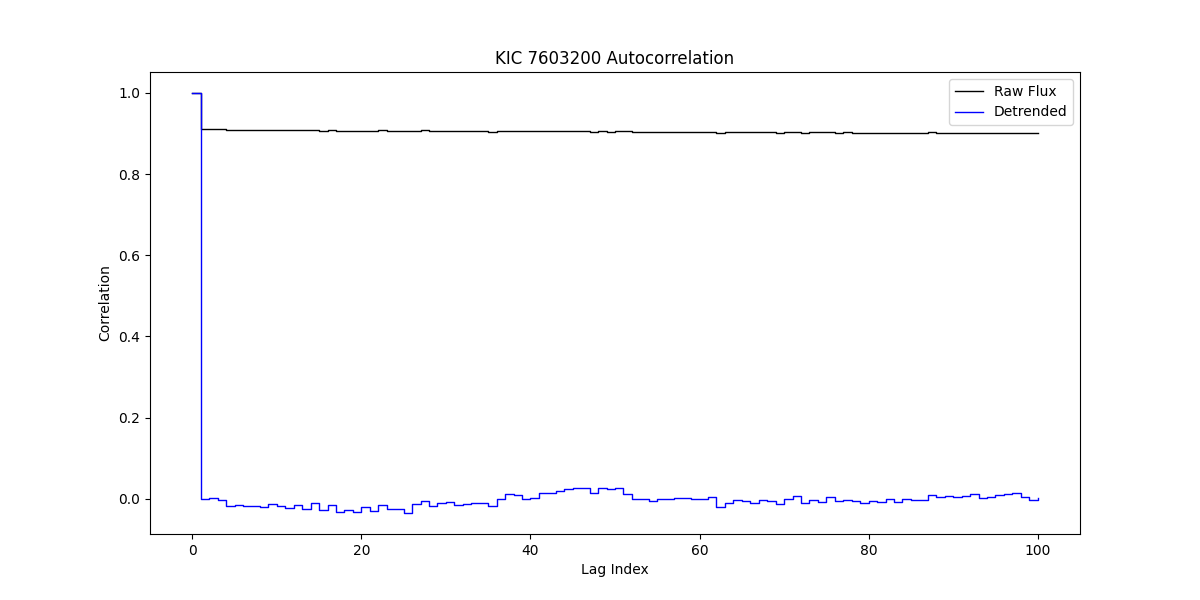 KIC 7603200 Autocorrelation
Raw Flux
Detrended
Correlation
1.0
0.8
0.6
0.4
0.2
0.0
0 20 40 60 80 100
Lag Index